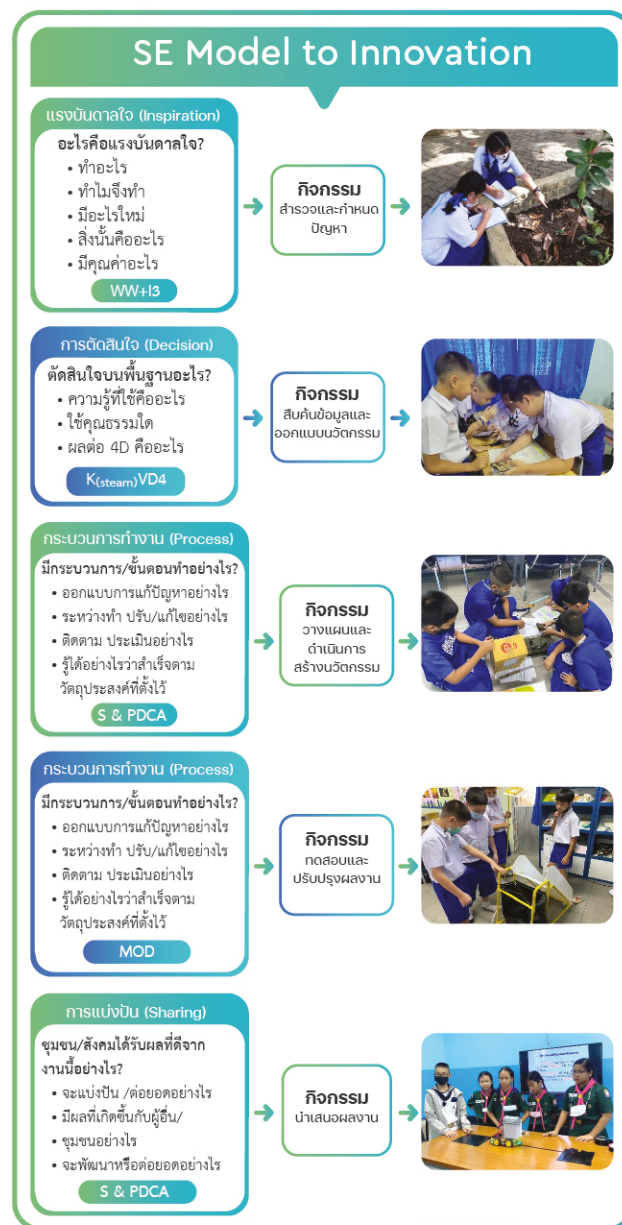 SE Model to Innovation
แรงบันดาลใจ (Inspiration)
อะไรคือแรงบันดาลใจ?
• ทำอะไร
• ทำไมจึงทำ
• มีอะไรใหม่
• สิ่งนั้นคืออะไร
• มีคุณค่าอะไร
WW+I3
กิจกรรม
สำรวจและกำหนด
ปัญหา
การตัดสินใจ (Decision)
ตัดสินใจบนพื้นฐานอะไร?
• ความรู้ที่ใช้คืออะไร
• ใช้คุณธรรมใด
• ผลต่อ 4D คืออะไร
K(steam)VD4
กิจกรรม
สืบค้นข้อมูลและ
ออกแบบนวัตกรรม
กระบวนการทำงาน (Process)
มีกระบวนการ/ขั้นตอนทำอย่างไร?
• ออกแบบการแก้ปัญหาอย่างไร
• ระหว่างทำ ปรับ/แก้ไขอย่างไร
• ติดตาม ประเมินอย่างไร
• รู้ได้อย่างไรว่าสำเร็จตาม
วัตถุประสงค์ที่ตั้งไว้
S & PDCA
กิจกรรม
วางแผนและ
ดำเนินการ
สร้างนวัตกรรม
กระบวนการทำงาน (Process)
มีกระบวนการ/ขั้นตอนทำอย่างไร?
• ออกแบบการแก้ปัญหาอย่างไร
• ระหว่างทำ ปรับ/แก้ไขอย่างไร
• ติดตาม ประเมินอย่างไร
• รู้ได้อย่างไรว่าสำเร็จตาม
วัตถุประสงค์ที่ตั้งไว้
MOD
กิจกรรม
ทดสอบและ
ปรับปรุงผลงาน
การแบ่งปัน (Sharing)
ชุมชน/สังคมได้รับผลที่ดีจาก
งานนี้อย่างไร?
• จะแบ่งปัน /ต่อยอดอย่างไร
• มีผลที่เกิดขึ้นกับผู้อื่น/
• ชุมชนอย่างไร
• จะพัฒนาหรือต่อยอดอย่างไร
S & PDCA
กิจกรรม
นำเสนอผลงาน